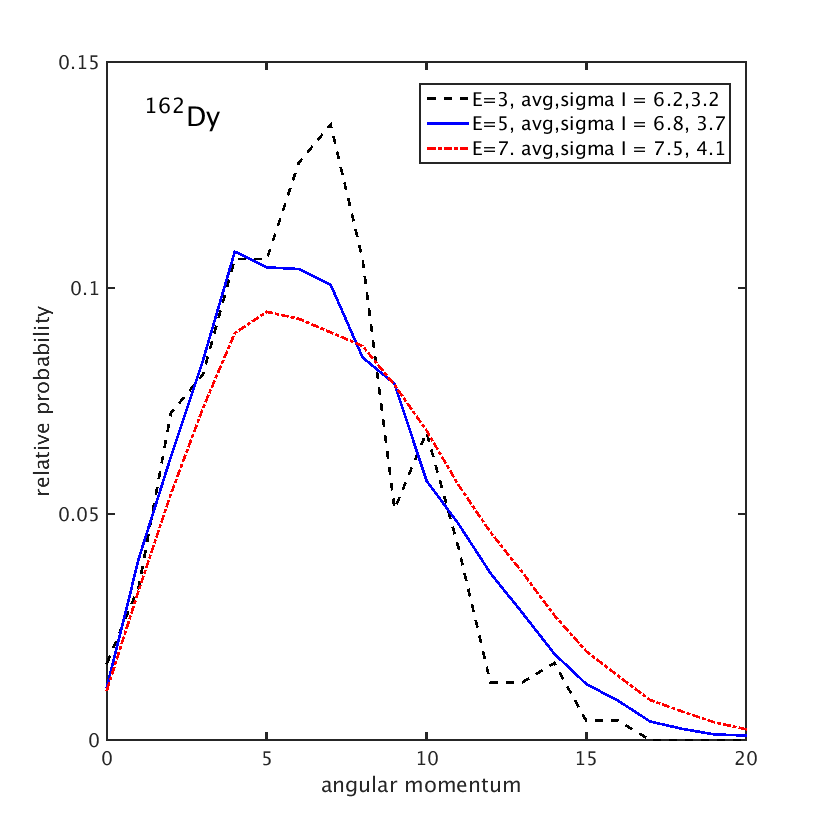 0.15
0.1
0.05
0
relative probability
¹⁶²Dy
E=3, avg,sigma I = 6.2,3.2
E=5, avg,sigma I = 6.8, 3.7
E=7. avg,sigma I = 7.5, 4.1
0 5 10 15 20
angular momentum